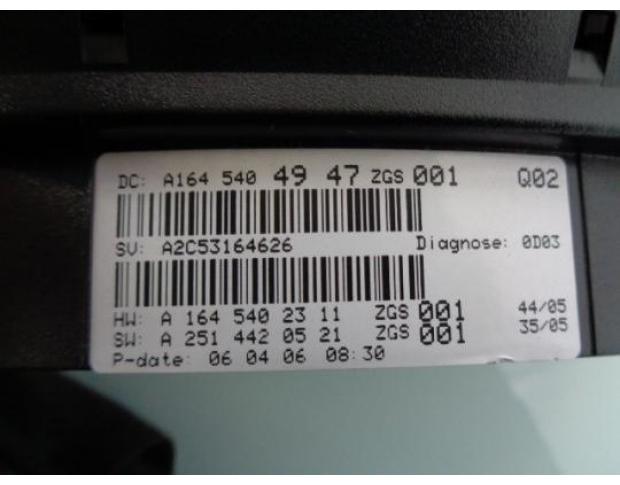 DC: A164 540 49 47 ZGS 001 Q02
SV: A2C53164626 Diagnose: 0D03
HW: A 164 540 23 11 ZGS 001 44/05
SW: A 251 442 05 21 ZGS 001 35/05
P-date: 06 04 06 08:30